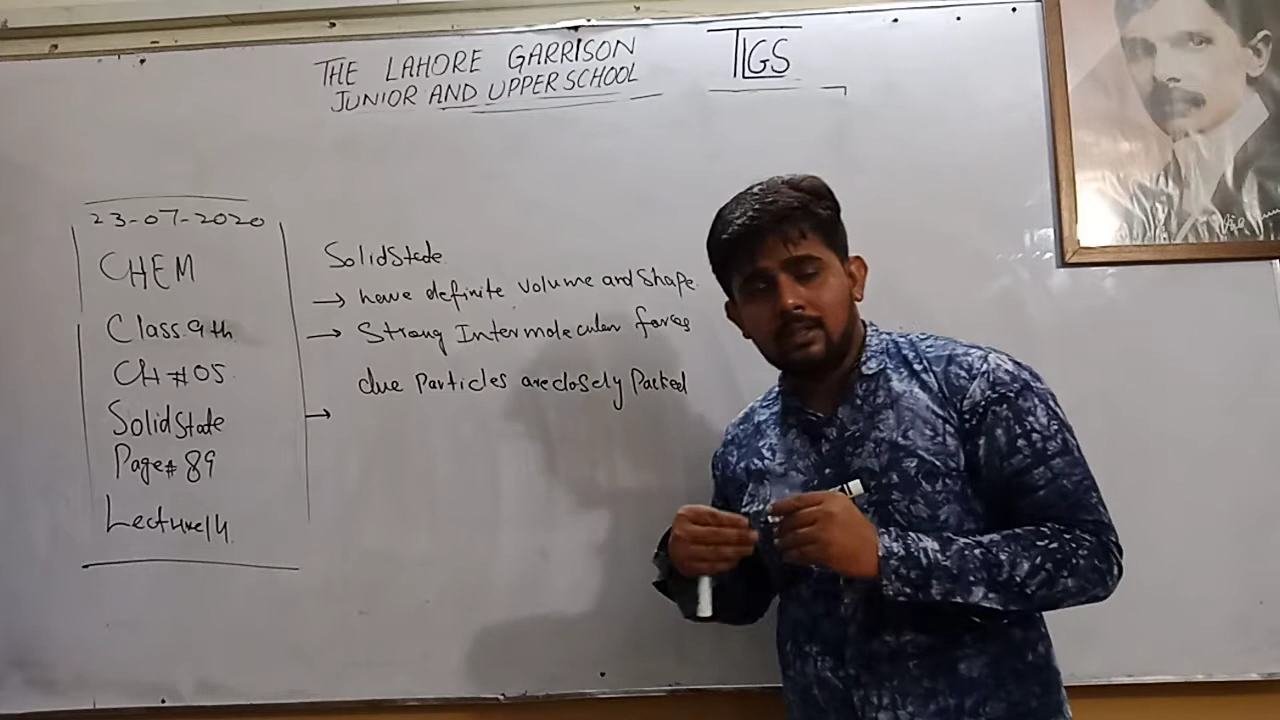 THE LAHORE GARRISON
JUNIOR AND UPPER SCHOOL
TLGS
23-07-2020
CHEM
Class 9th
CH # 05
Solid State
Page # 89
Lecture 14
Solid State
→ have definite volume and shape
→ Strong Intermolecular forces
due Particles are closely Packed
→